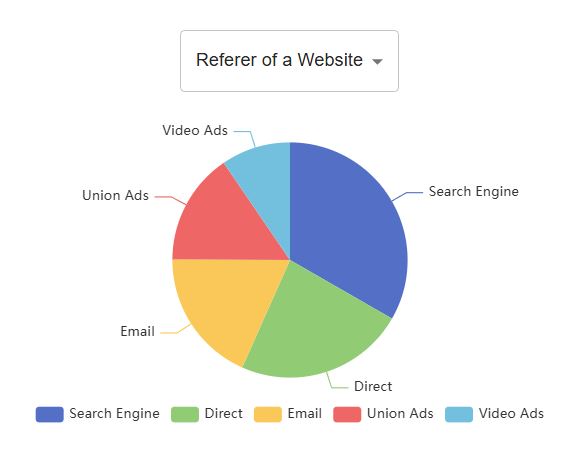 Referer of a Website
Video Ads
Search Engine
Union Ads
Email
Direct
Search Engine Direct Email Union Ads Video Ads